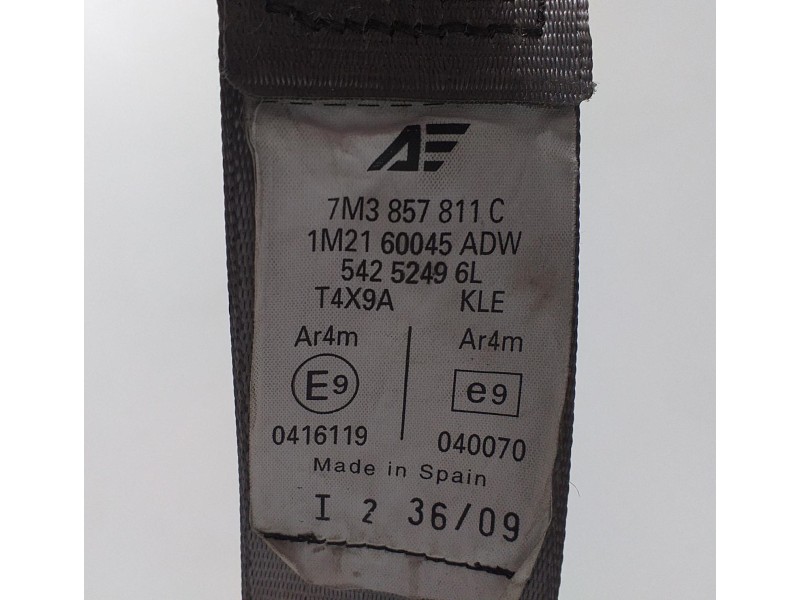 AE
7M3 857 811 C
1M21 60045 ADW
542 5249 6L
T4X9A KLE
Ar4m Ar4m
E9 e9
0416119 040070
Made in Spain
I 2 36/09